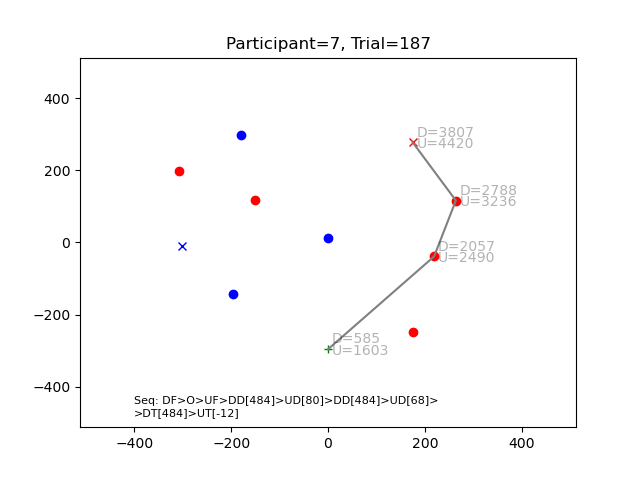 Participant=7, Trial=187
400
200
0
−200
−400
D=3807
U=4420
D=2788
U=3236
D=2057
U=2490
D=585
U=1603
Seq: DF>O>UF>DD[484]>UD[80]>DD[484]>UD[68]>
>DT[484]>UT[-12]
−400 −200 0 200 400